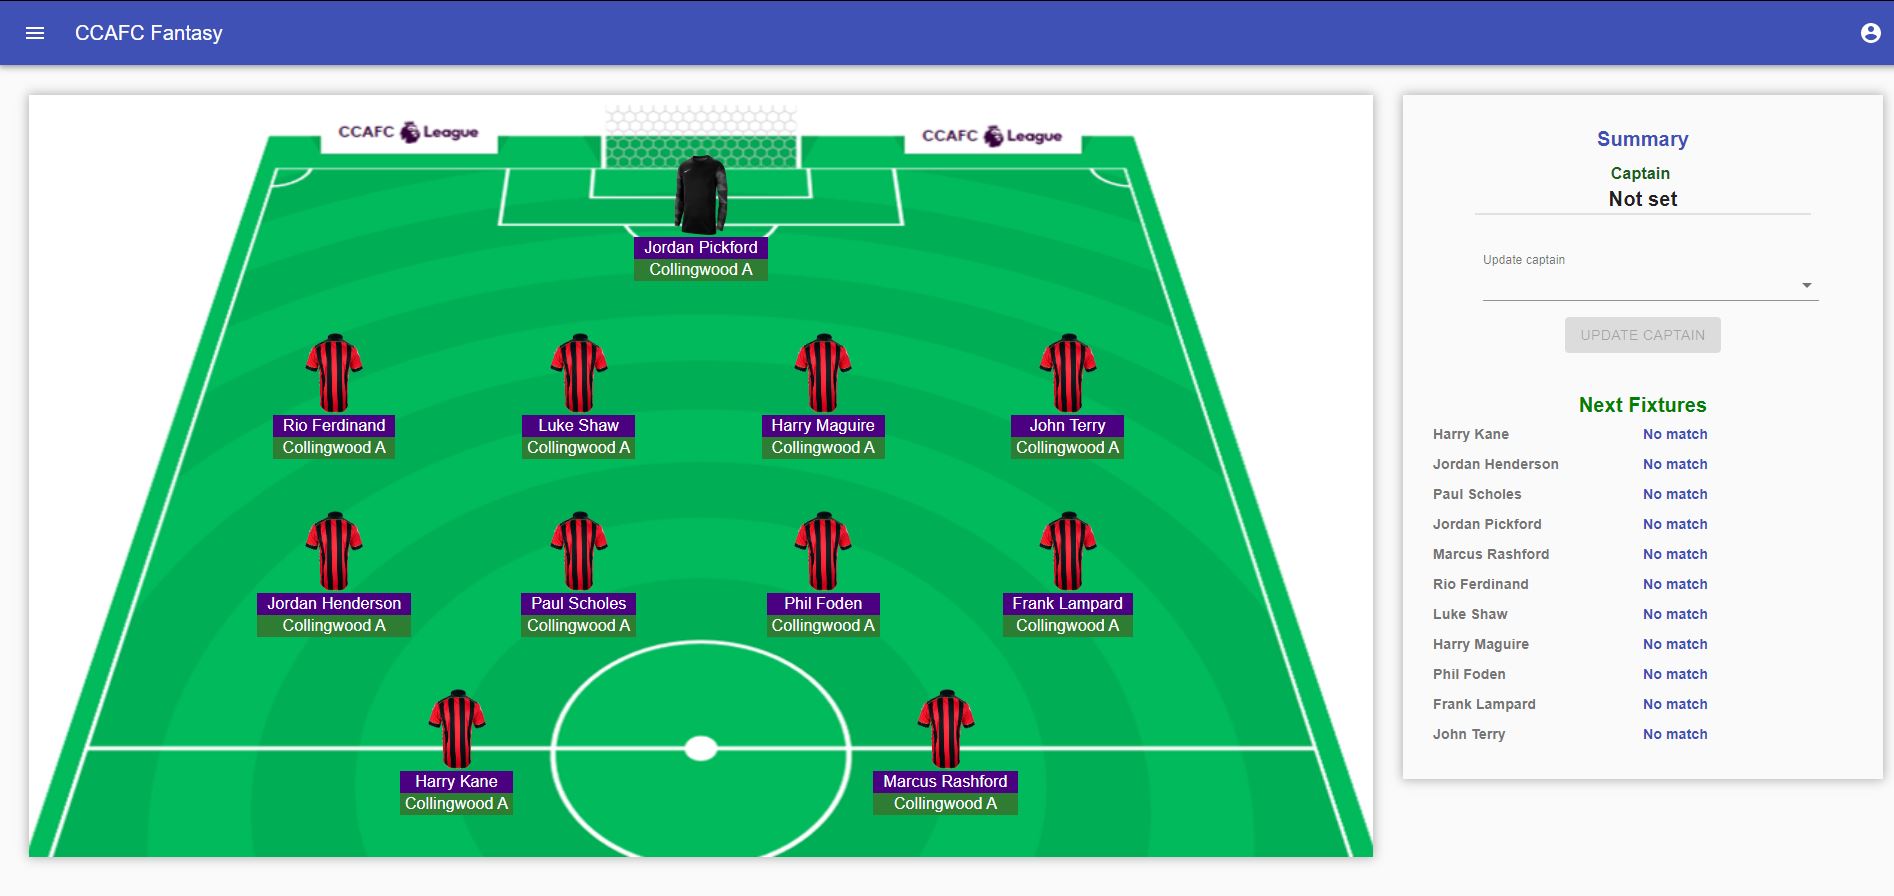 CCAFC Fantasy
CCAFC League
CCAFC League
Jordan Pickford
Collingwood A
Rio Ferdinand
Collingwood A
Luke Shaw
Collingwood A
Harry Maguire
Collingwood A
John Terry
Collingwood A
Jordan Henderson
Collingwood A
Paul Scholes
Collingwood A
Phil Foden
Collingwood A
Frank Lampard
Collingwood A
Harry Kane
Collingwood A
Marcus Rashford
Collingwood A
Summary
Captain
Not set
Update captain
UPDATE CAPTAIN
Next Fixtures
Harry Kane No match
Jordan Henderson No match
Paul Scholes No match
Jordan Pickford No match
Marcus Rashford No match
Rio Ferdinand No match
Luke Shaw No match
Harry Maguire No match
Phil Foden No match
Frank Lampard No match
John Terry No match